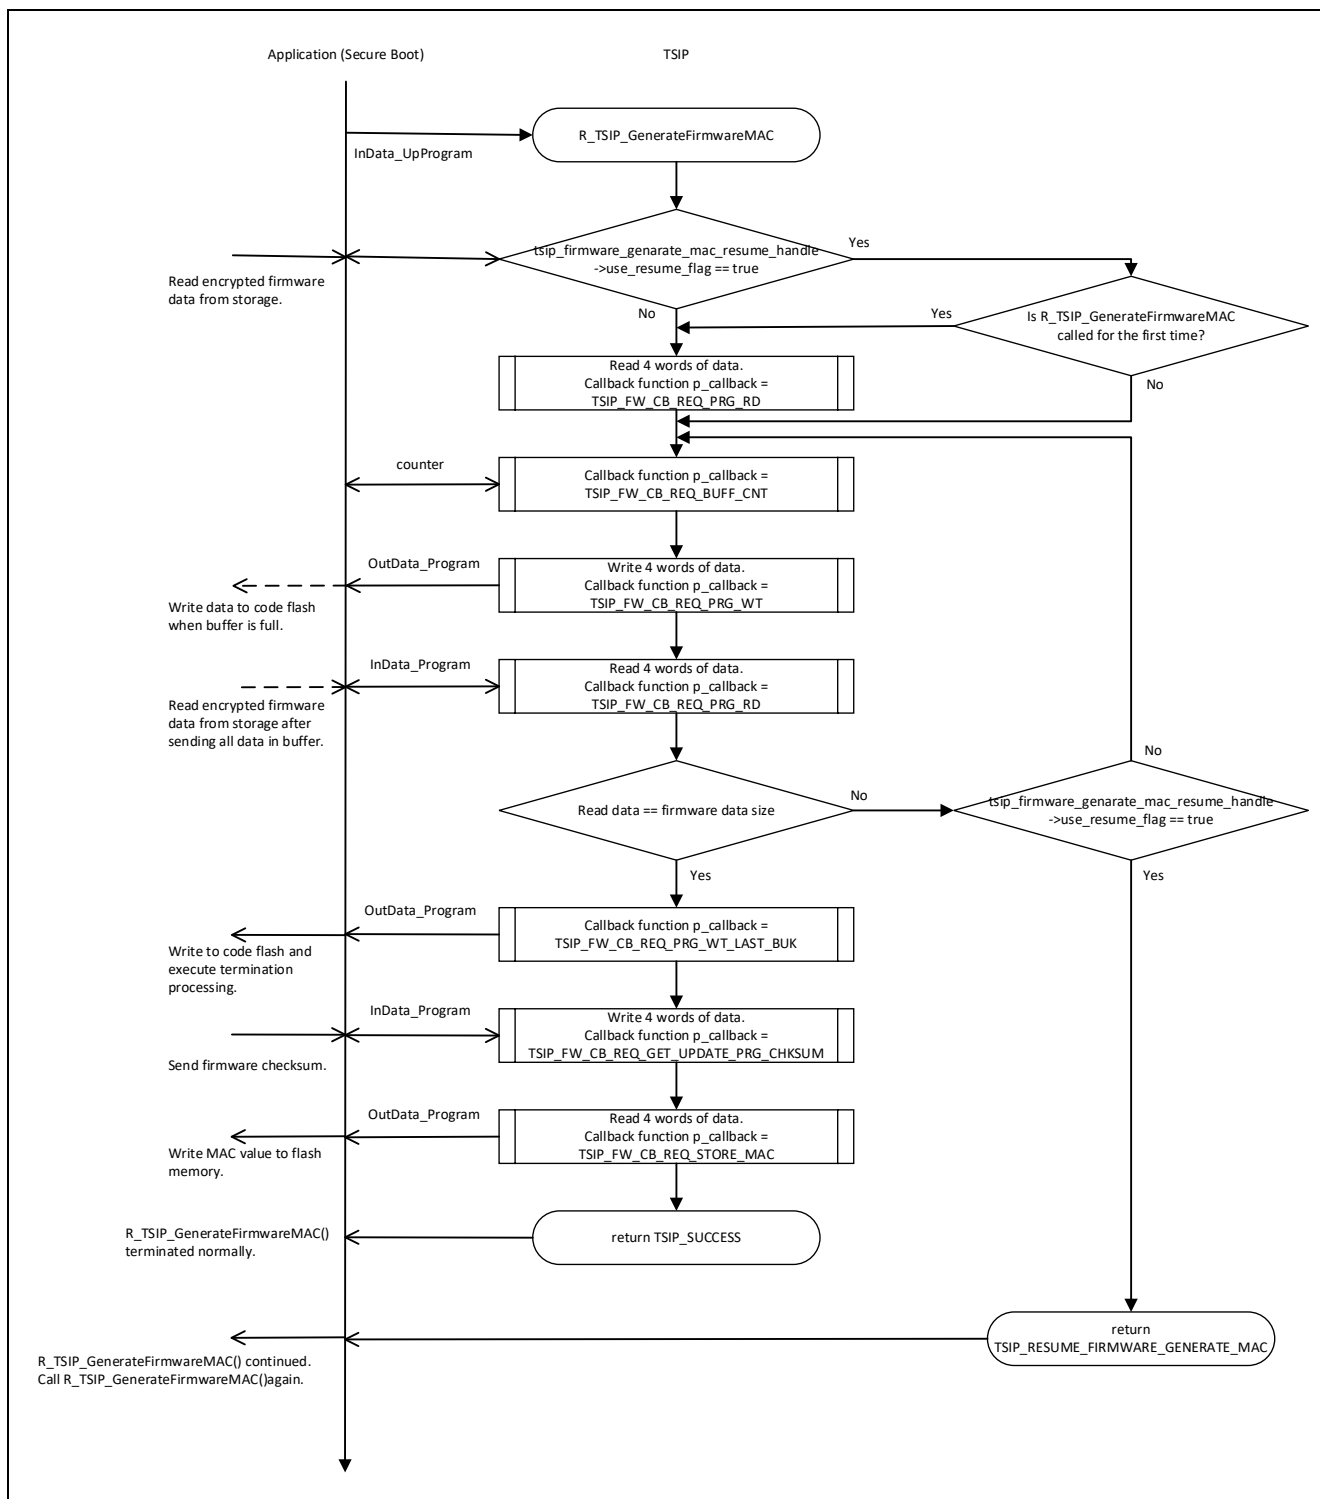 Application (Secure Boot)
TSIP
R_TSIP_GenerateFirmwareMAC
InData_UpProgram
tsip_firmware_genarate_mac_resume_handle
->use_resume_flag == true
Yes
Read encrypted firmware
data from storage.
No
Yes
Is R_TSIP_GenerateFirmwareMAC
called for the first time?
No
Read 4 words of data.
Callback function p_callback =
TSIP_FW_CB_REQ_PRG_RD
counter
Callback function p_callback =
TSIP_FW_CB_REQ_BUFF_CNT
OutData_Program
Write 4 words of data.
Callback function p_callback =
TSIP_FW_CB_REQ_PRG_WT
Write data to code flash
when buffer is full.
InData_Program
Read 4 words of data.
Callback function p_callback =
TSIP_FW_CB_REQ_PRG_RD
Read encrypted firmware
data from storage after
sending all data in buffer.
No
Read data == firmware data size
No
tsip_firmware_genarate_mac_resume_handle
->use_resume_flag == true
Yes
Yes
OutData_Program
Callback function p_callback =
TSIP_FW_CB_REQ_PRG_WT_LAST_BUK
Write to code flash and
execute termination
processing.
InData_Program
Write 4 words of data.
Callback function p_callback =
TSIP_FW_CB_REQ_GET_UPDATE_PRG_CHKSUM
Send firmware checksum.
OutData_Program
Read 4 words of data.
Callback function p_callback =
TSIP_FW_CB_REQ_STORE_MAC
Write MAC value to flash
memory.
R_TSIP_GenerateFirmwareMAC()
terminated normally.
return TSIP_SUCCESS
return
TSIP_RESUME_FIRMWARE_GENERATE_MAC
R_TSIP_GenerateFirmwareMAC() continued.
Call R_TSIP_GenerateFirmwareMAC()again.